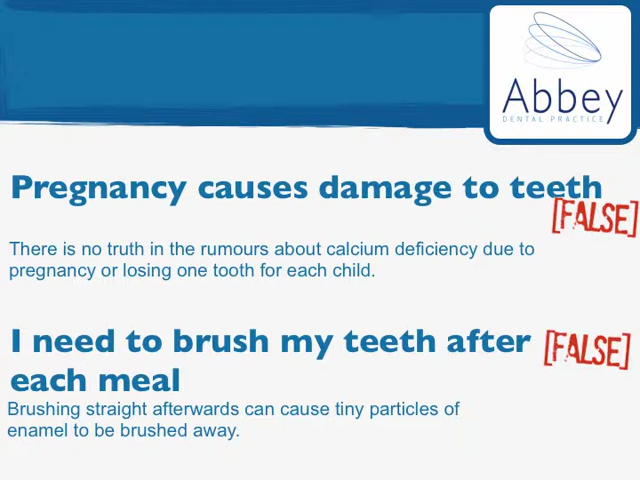 Abbey
DENTAL PRACTICE
Pregnancy causes damage to teeth
[FALSE]
There is no truth in the rumours about calcium deficiency due to
pregnancy or losing one tooth for each child.
I need to brush my teeth after
[FALSE]
each meal
Brushing straight afterwards can cause tiny particles of
enamel to be brushed away.